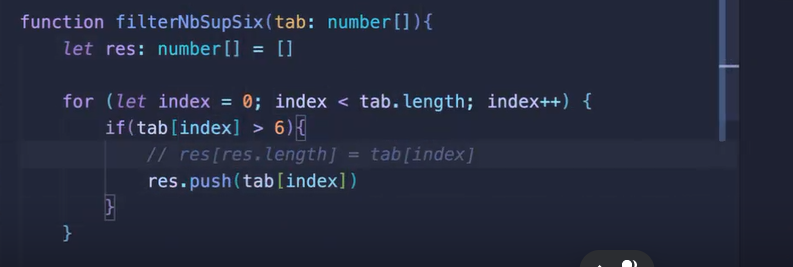 function filterNbSupSix(tab: number[]){
let res: number[] = []
for (let index = 0; index < tab.length; index++) {
if(tab[index] > 6){
// res[res.length] = tab[index]
res.push(tab[index])
}
}